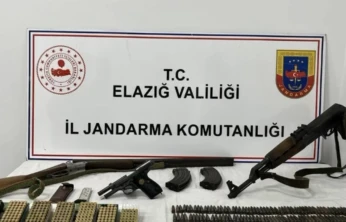 T.C.
ELAZIĞ VALİLİĞİ
İL JANDARMA KOMUTANLIĞI